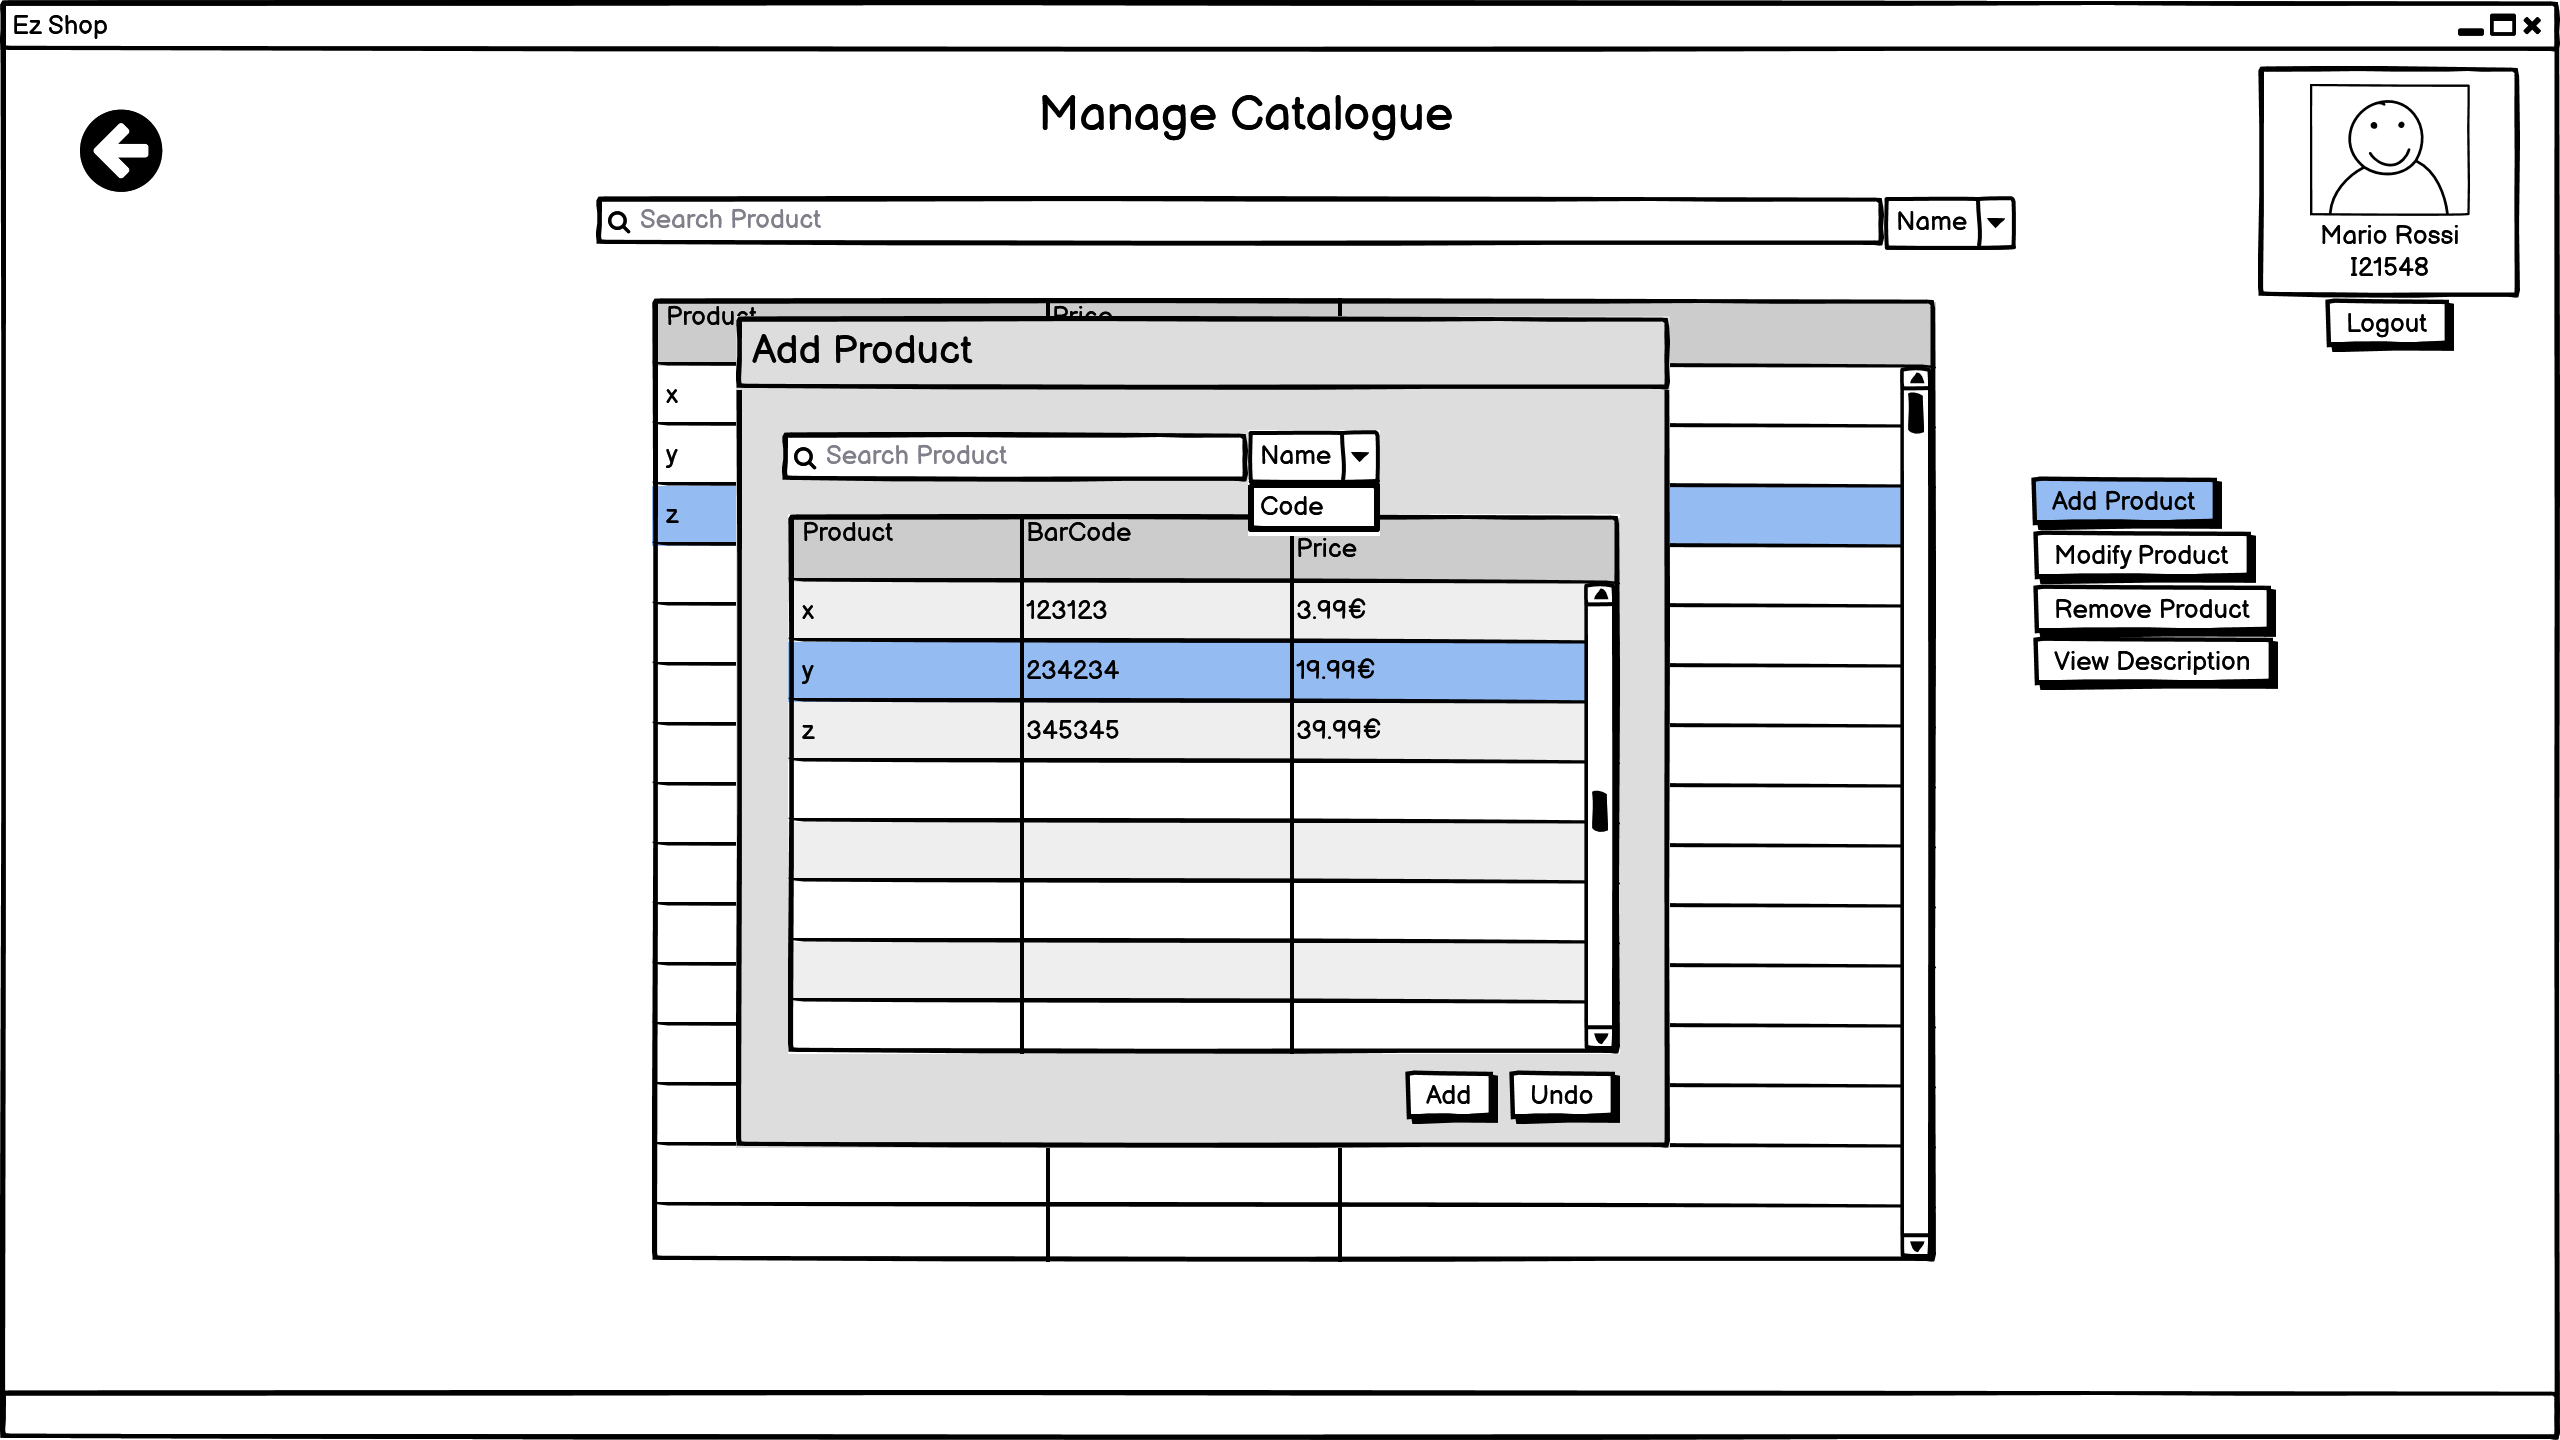 Ez Shop
Manage Catalogue
Search Product
Name
Mario Rossi
I21548
Logout
Product
Price
x
y
z
Add Product
Search Product
Name
Code
Product
BarCode
Price
x
123123
3.99€
y
234234
19.99€
z
345345
39.99€
Add
Undo
Add Product
Modify Product
Remove Product
View Description